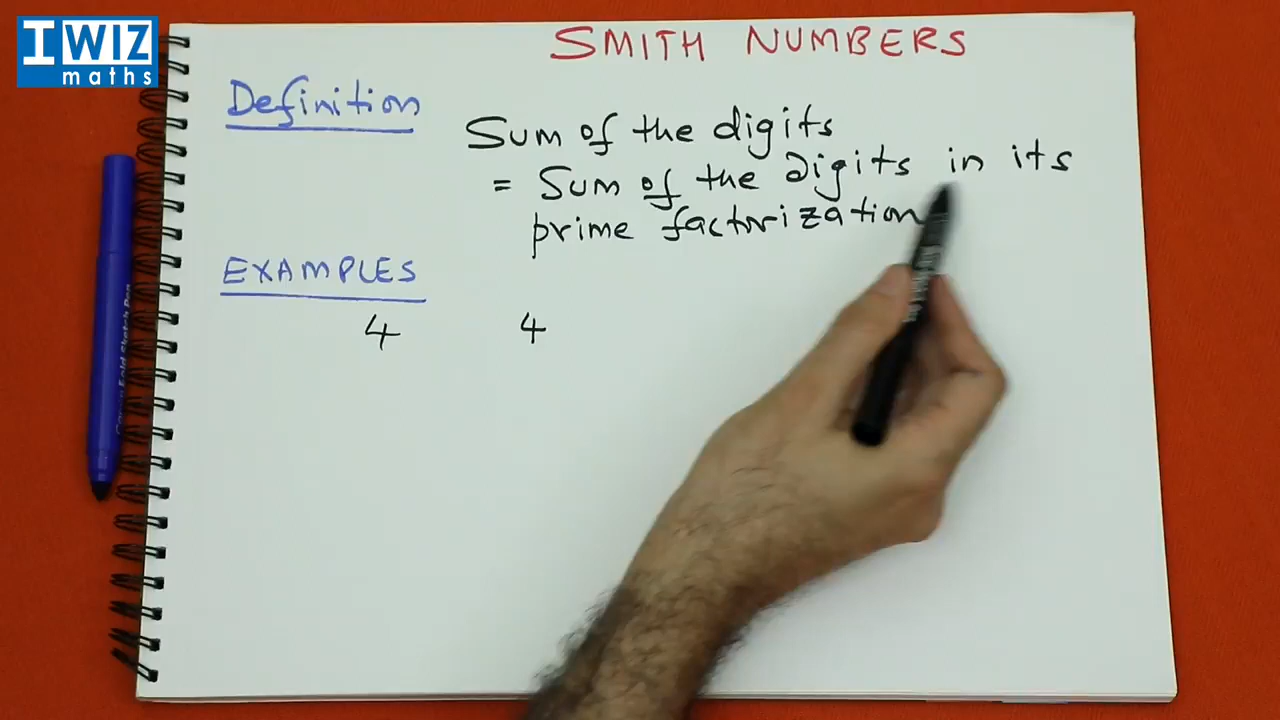 I WIZ
maths
SMITH NUMBERS
Definition
Sum of the digits
= Sum of the digits in its
prime factorization
EXAMPLES
4 4